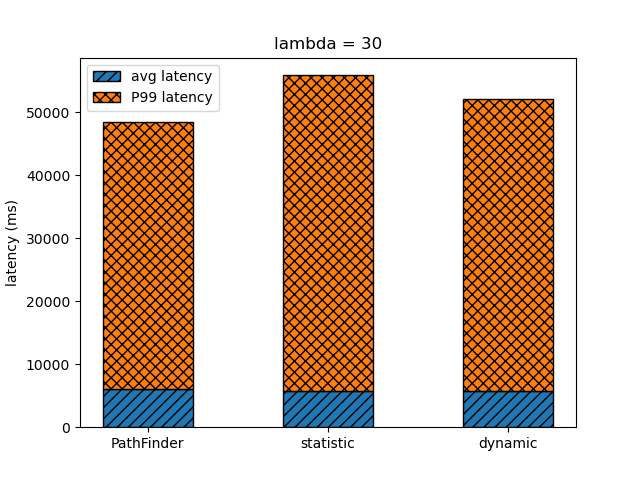 lambda = 30
avg latency
P99 latency
latency (ms)
50000
40000
30000
20000
10000
0
PathFinder
statistic
dynamic